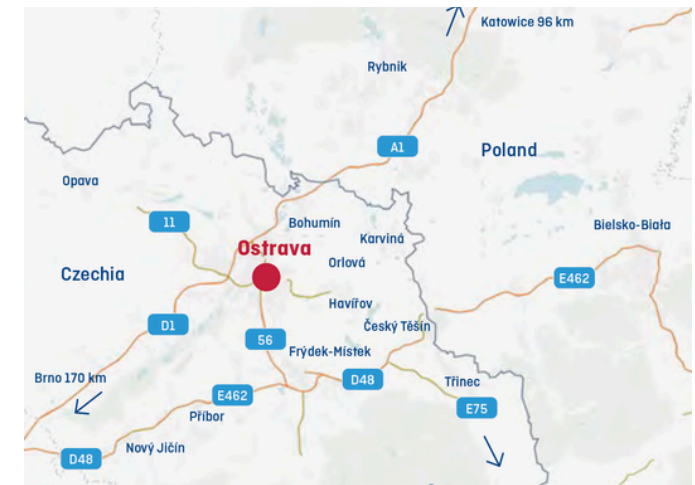 Katowice 96 km
Rybnik
A1
Poland
Opava
11
Bohumín
Bielsko-Biała
Karviná
Ostrava
Orlová
Czechia
E462
Havířov
D1
Český Těšín
56
Frýdek-Místek
Brno 170 km
D48
Třinec
E462
E75
Příbor
Nový Jičín
D48